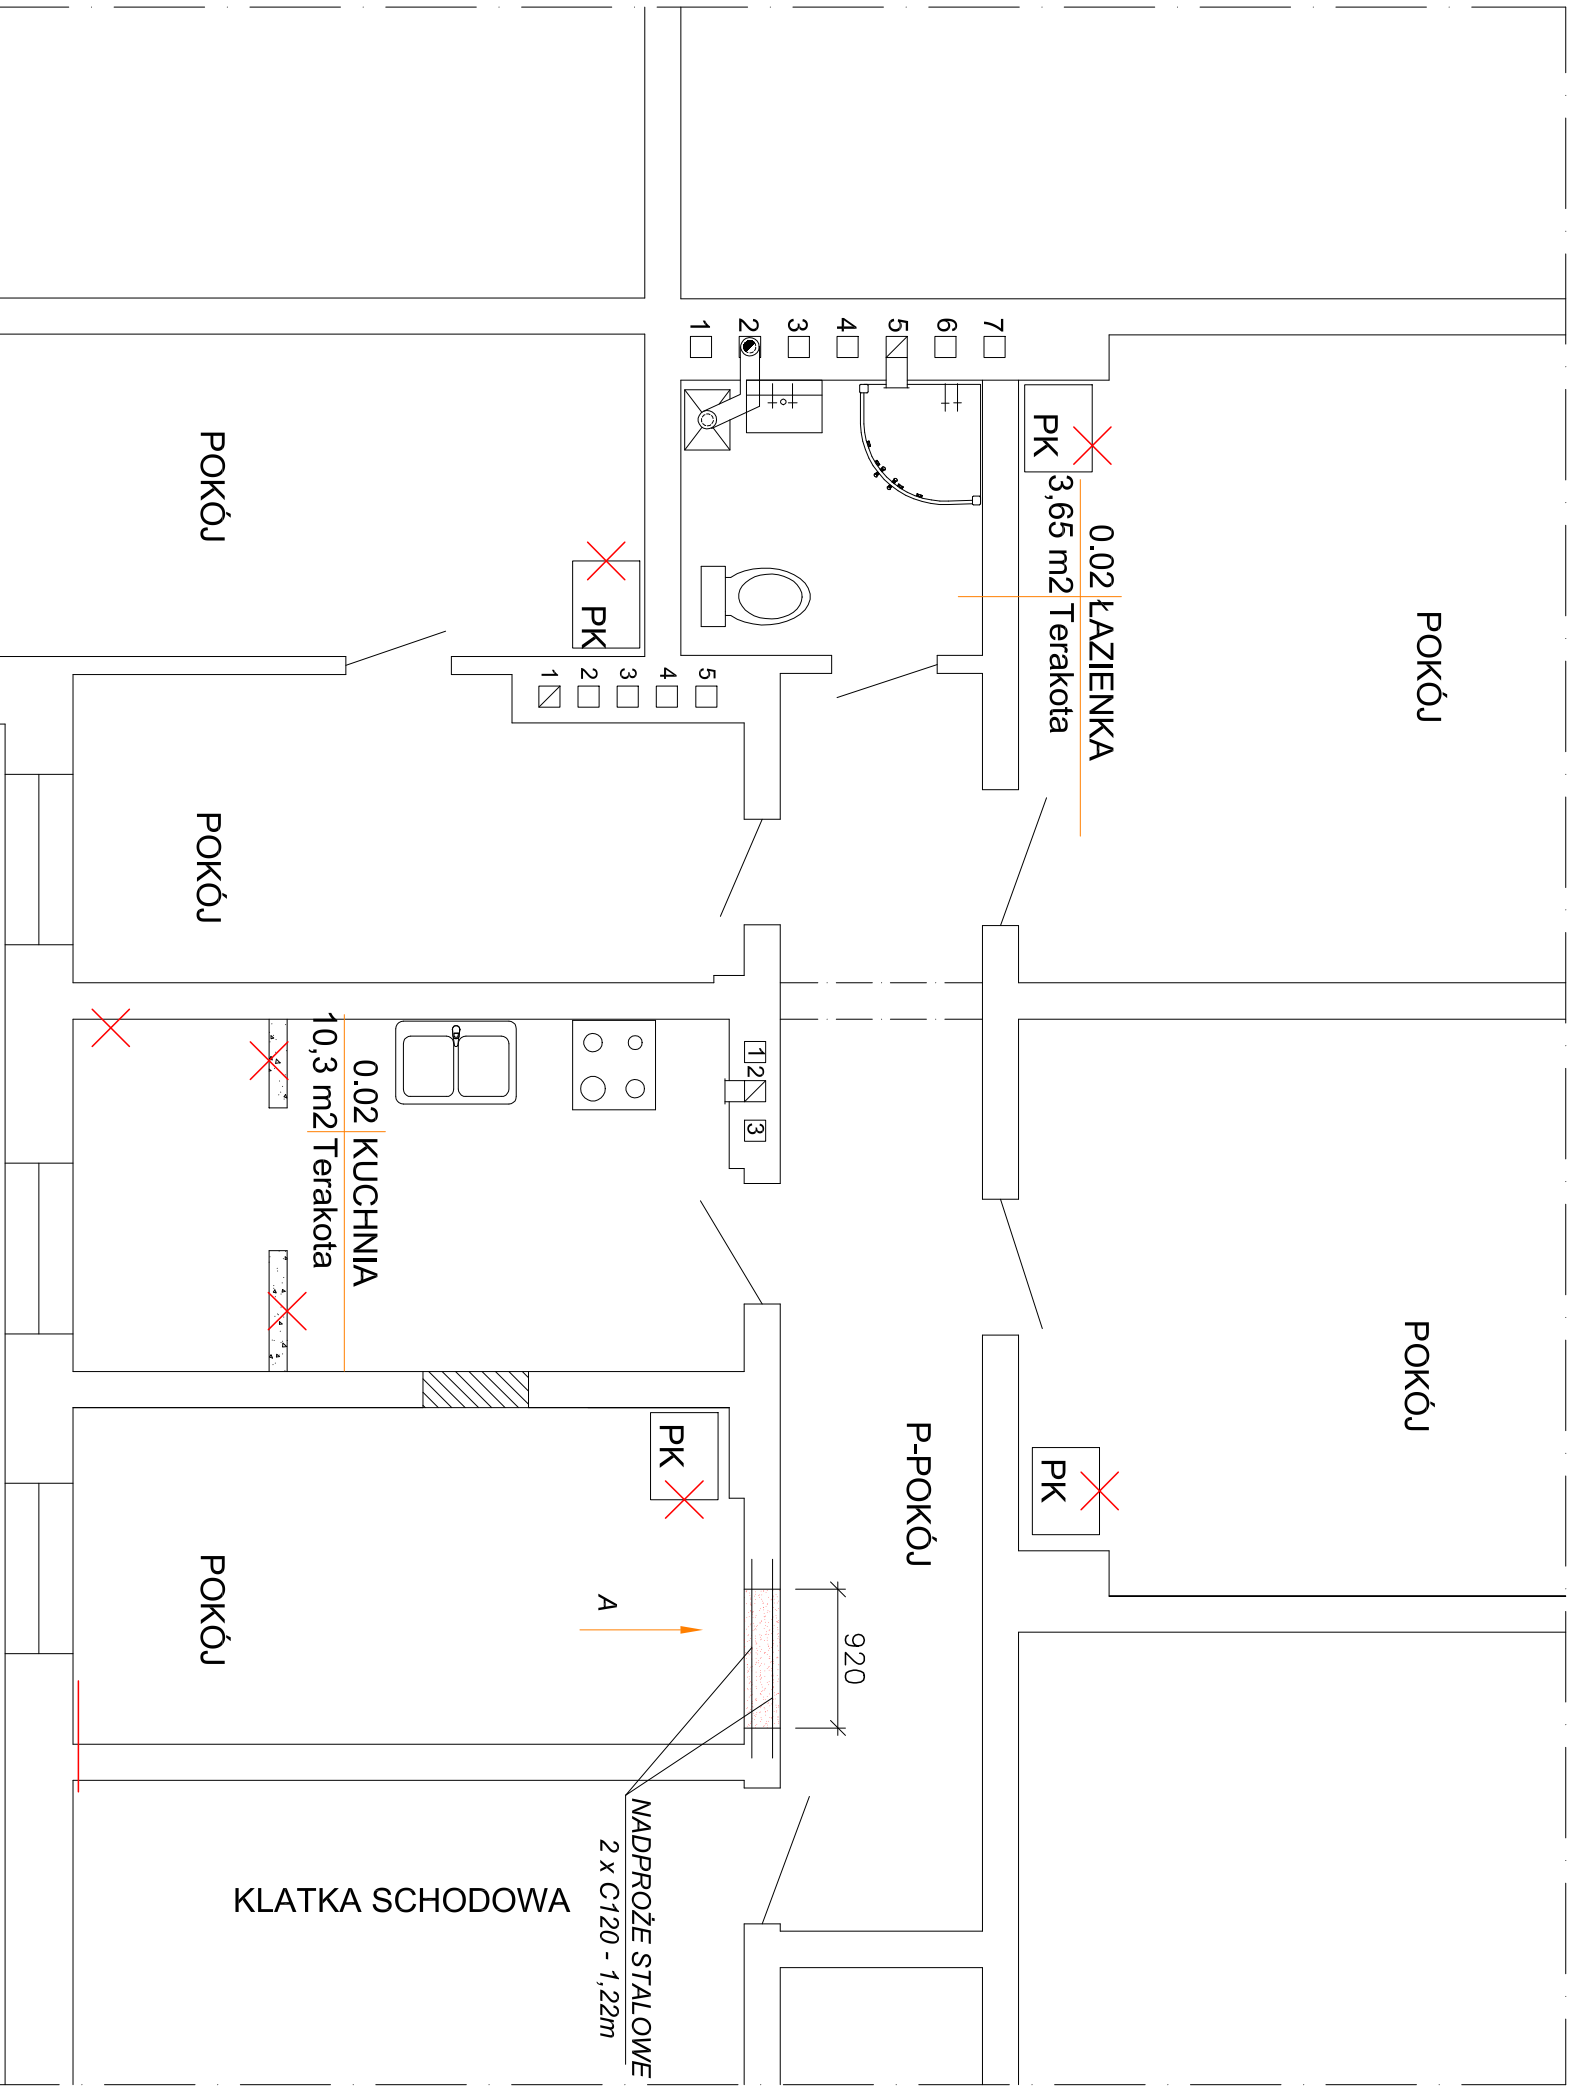 7
6
5
4
3
2
1
PK
0.02 ŁAZIENKA
3,65 m2 Terakota
POKÓJ
POKÓJ
PK
5
4
3
2
1
POKÓJ
1
2
3
0.02 KUCHNIA
10,3 m2 Terakota
POKÓJ
PK
P-POKÓJ
PK
POKÓJ
A
920
NADPROŻE STALOWE
2 x C120 - 1,22m
KLATKA SCHODOWA